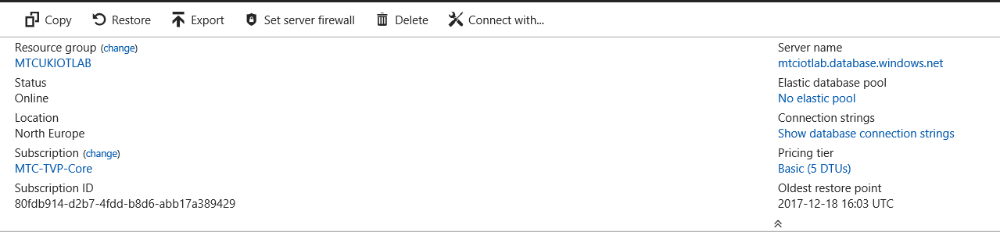 Copy Restore Export Set server firewall Delete Connect with...
Resource group (change)
MTCUKIOTLAB
Status
Online
Location
North Europe
Subscription (change)
MTC-TVP-Core
Subscription ID
80fdb914-d2b7-4fdd-b8d6-abb17a389429
Server name
mtciotlab.database.windows.net
Elastic database pool
No elastic pool
Connection strings
Show database connection strings
Pricing tier
Basic (5 DTUs)
Oldest restore point
2017-12-18 16:03 UTC